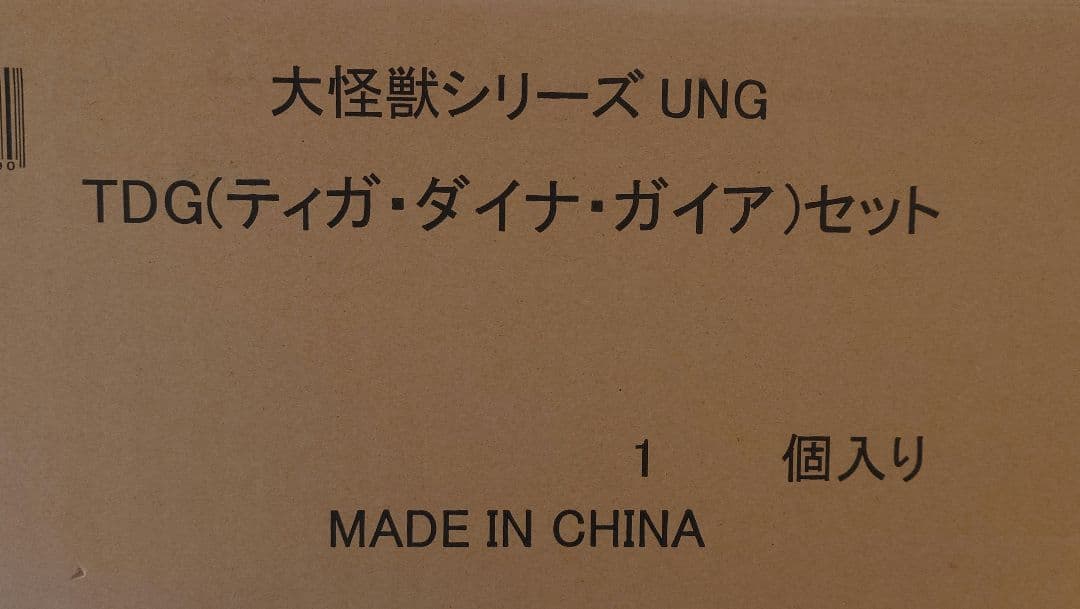 大怪獣シリーズ UNG
TDG(ティガ・ダイナ・ガイア)セット
1 個入り
MADE IN CHINA